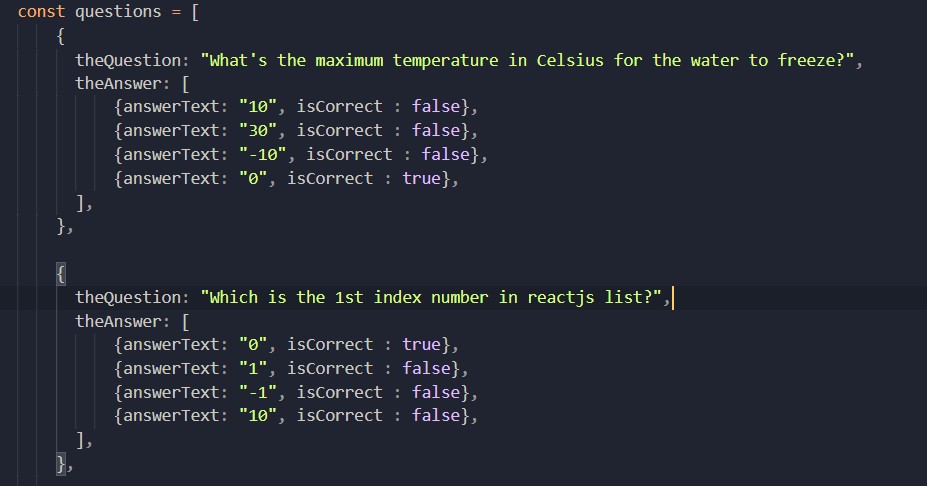 const questions = [
{
theQuestion: "What's the maximum temperature in Celsius for the water to freeze?",
theAnswer: [
{answerText: "10", isCorrect : false},
{answerText: "30", isCorrect : false},
{answerText: "-10", isCorrect : false},
{answerText: "0", isCorrect : true},
],
},
{
theQuestion: "Which is the 1st index number in reactjs list?",
theAnswer: [
{answerText: "0", isCorrect : true},
{answerText: "1", isCorrect : false},
{answerText: "-1", isCorrect : false},
{answerText: "10", isCorrect : false},
],
},